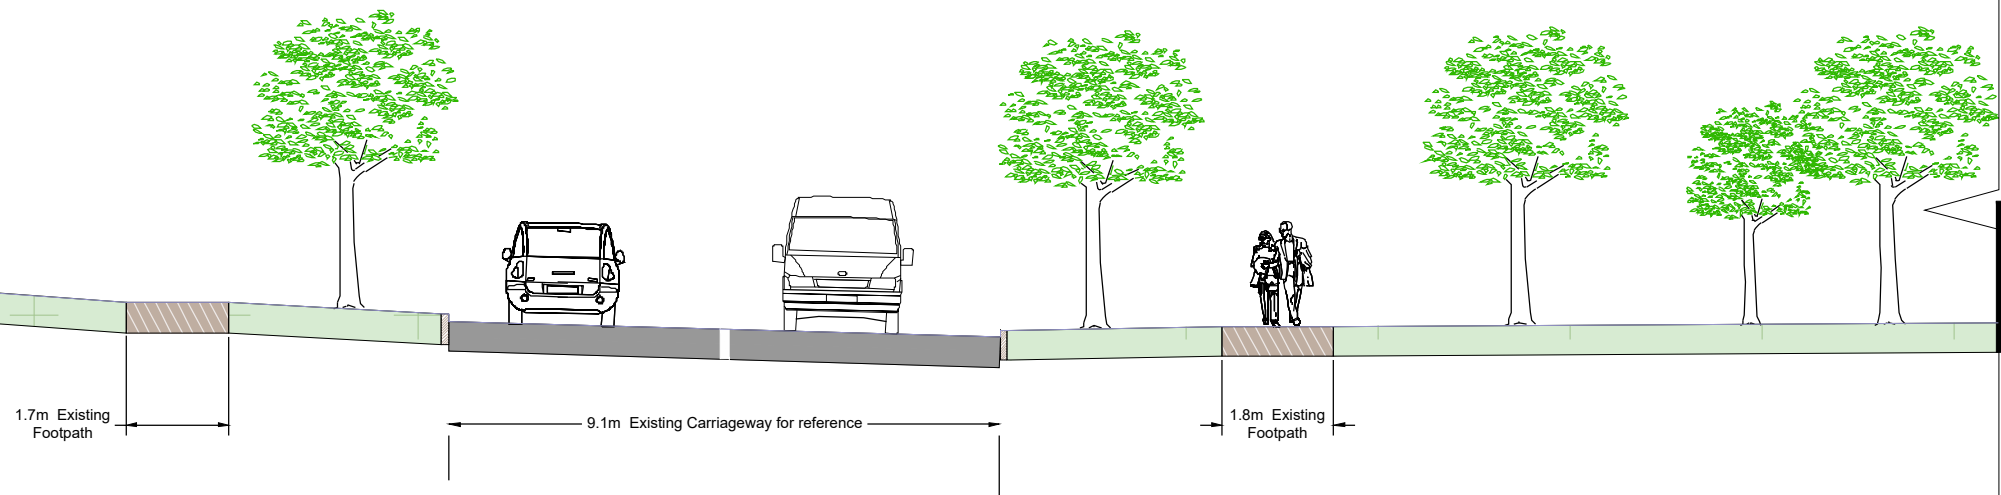 1.7m  Existing
Footpath
9.1m  Existing Carriageway for reference
1.8m  Existing
Footpath